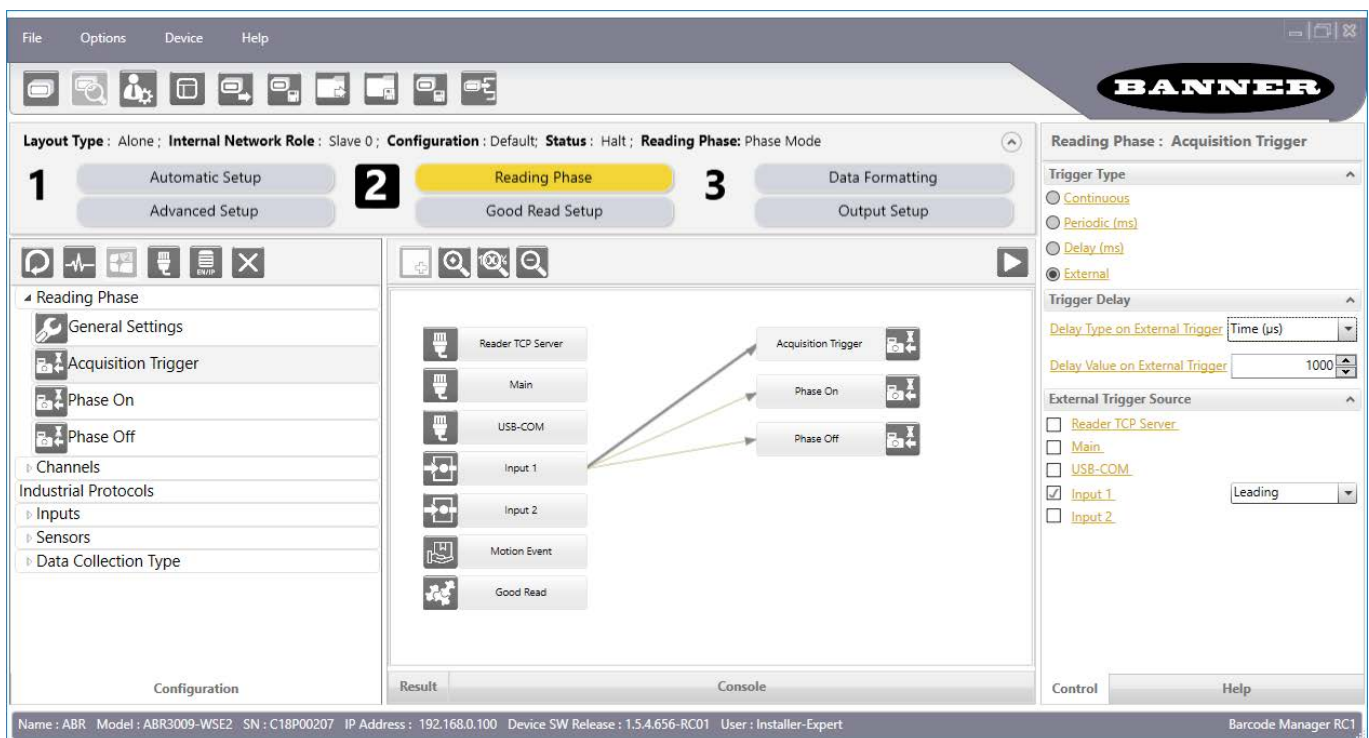 File Options Device Help
BANNER
Layout Type : Alone ; Internal Network Role : Slave 0 ; Configuration : Default; Status : Halt ; Reading Phase: Phase Mode
1
Automatic Setup
Advanced Setup
2
Reading Phase
Good Read Setup
3
Data Formatting
Output Setup
EN/IP
Reading Phase
General Settings
Acquisition Trigger
Phase On
Phase Off
Channels
Industrial Protocols
Inputs
Sensors
Data Collection Type
Configuration
100%
Reader TCP Server
Main
USB-COM
Input 1
Input 2
Motion Event
Good Read
Acquisition Trigger
Phase On
Phase Off
Result Console
Reading Phase : Acquisition Trigger
Trigger Type
Continuous
Periodic (ms)
Delay (ms)
External
Trigger Delay
Delay Type on External Trigger Time (µs)
Delay Value on External Trigger 1000
External Trigger Source
Reader TCP Server
Main
USB-COM
Input 1 Leading
Input 2
Control Help
Name : ABR Model : ABR3009-WSE2 SN : C18P00207 IP Address : 192.168.0.100 Device SW Release : 1.5.4.656-RC01 User : Installer-Expert Barcode Manager RC1